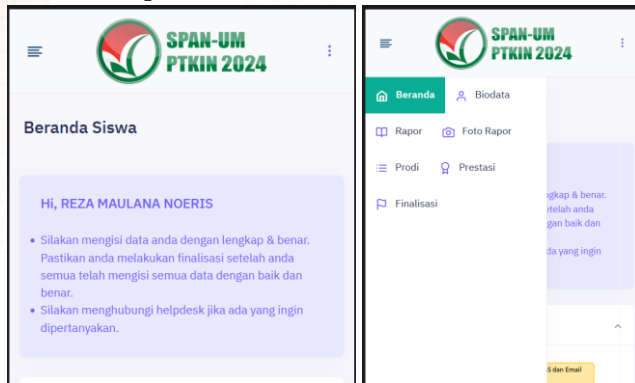 SPAN-UM
PTKIN 2024
Beranda Siswa
Hi, REZA MAULANA NOERIS
• Silakan mengisi data anda dengan lengkap & benar.
Pastikan anda melakukan finalisasi setelah anda
semua telah mengisi semua data dengan baik dan
benar.
• Silakan menghubungi helpdesk jika ada yang ingin
dipertanyakan.
SPAN-UM
PTKIN 2024
Beranda Biodata
Rapor Foto Rapor
Prodi Prestasi
Finalisasi
ngkap & benar.
etelah anda
gan baik dan
da yang ingin
dan Email